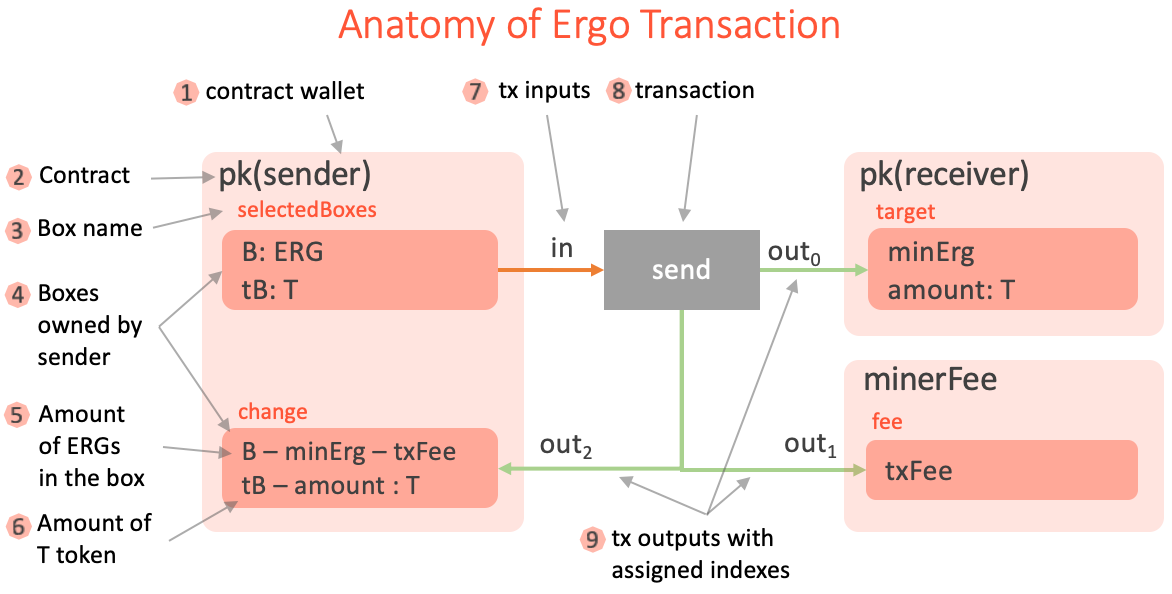 Anatomy of Ergo Transaction
1 contract wallet
7 tx inputs
8 transaction
2 Contract
3 Box name
4 Boxes
owned by
sender
5 Amount
of ERGs
in the box
6 Amount of
T token
pk(sender)
selectedBoxes
B: ERG
tB: T
change
B – minErg – txFee
tB – amount : T
in
send
out₀
out₂
out₁
pk(receiver)
target
minErg
amount: T
minerFee
fee
txFee
9 tx outputs with
assigned indexes